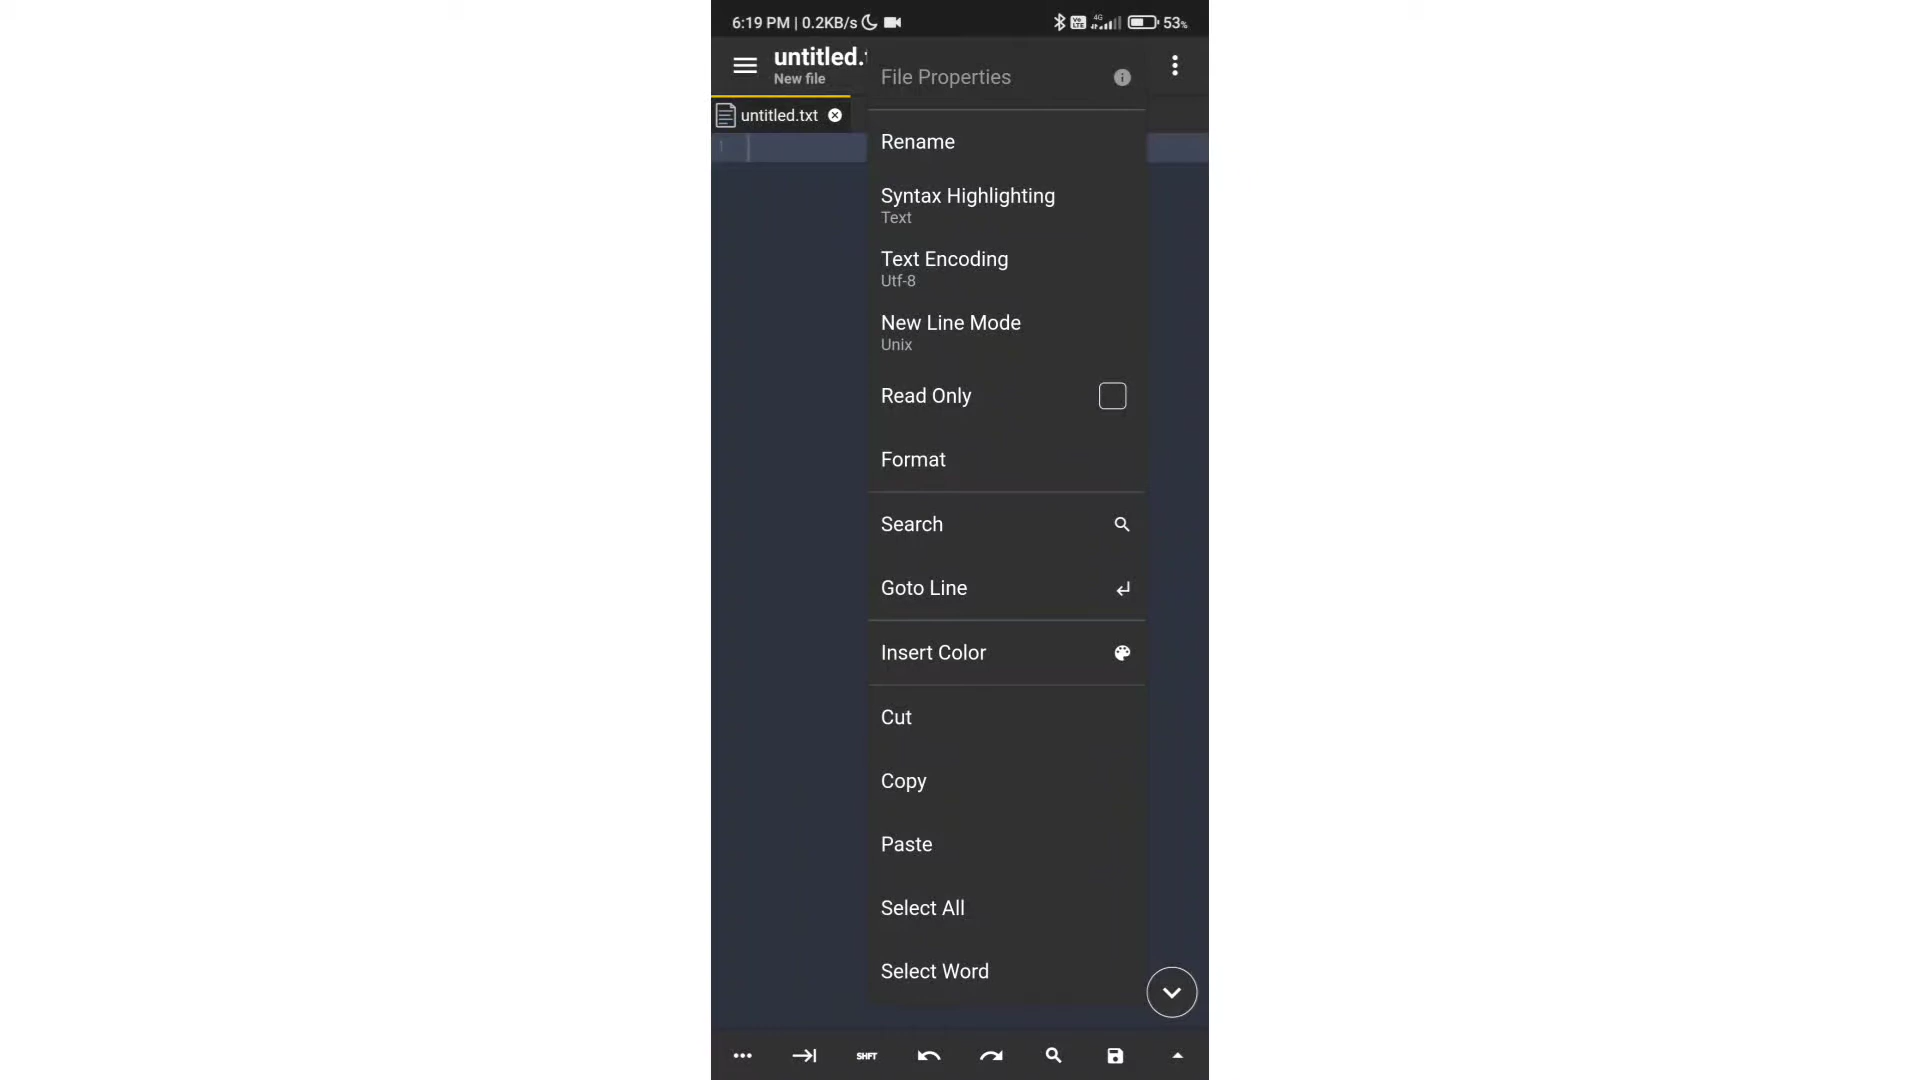 6:19 PM | 0.2KB/s
4G
53%
untitled.
New file
File Properties
untitled.txt
1
Rename
Syntax Highlighting
Text
Text Encoding
Utf-8
New Line Mode
Unix
Read Only
Format
Search
Goto Line
Insert Color
Cut
Copy
Paste
Select All
Select Word
SHFT